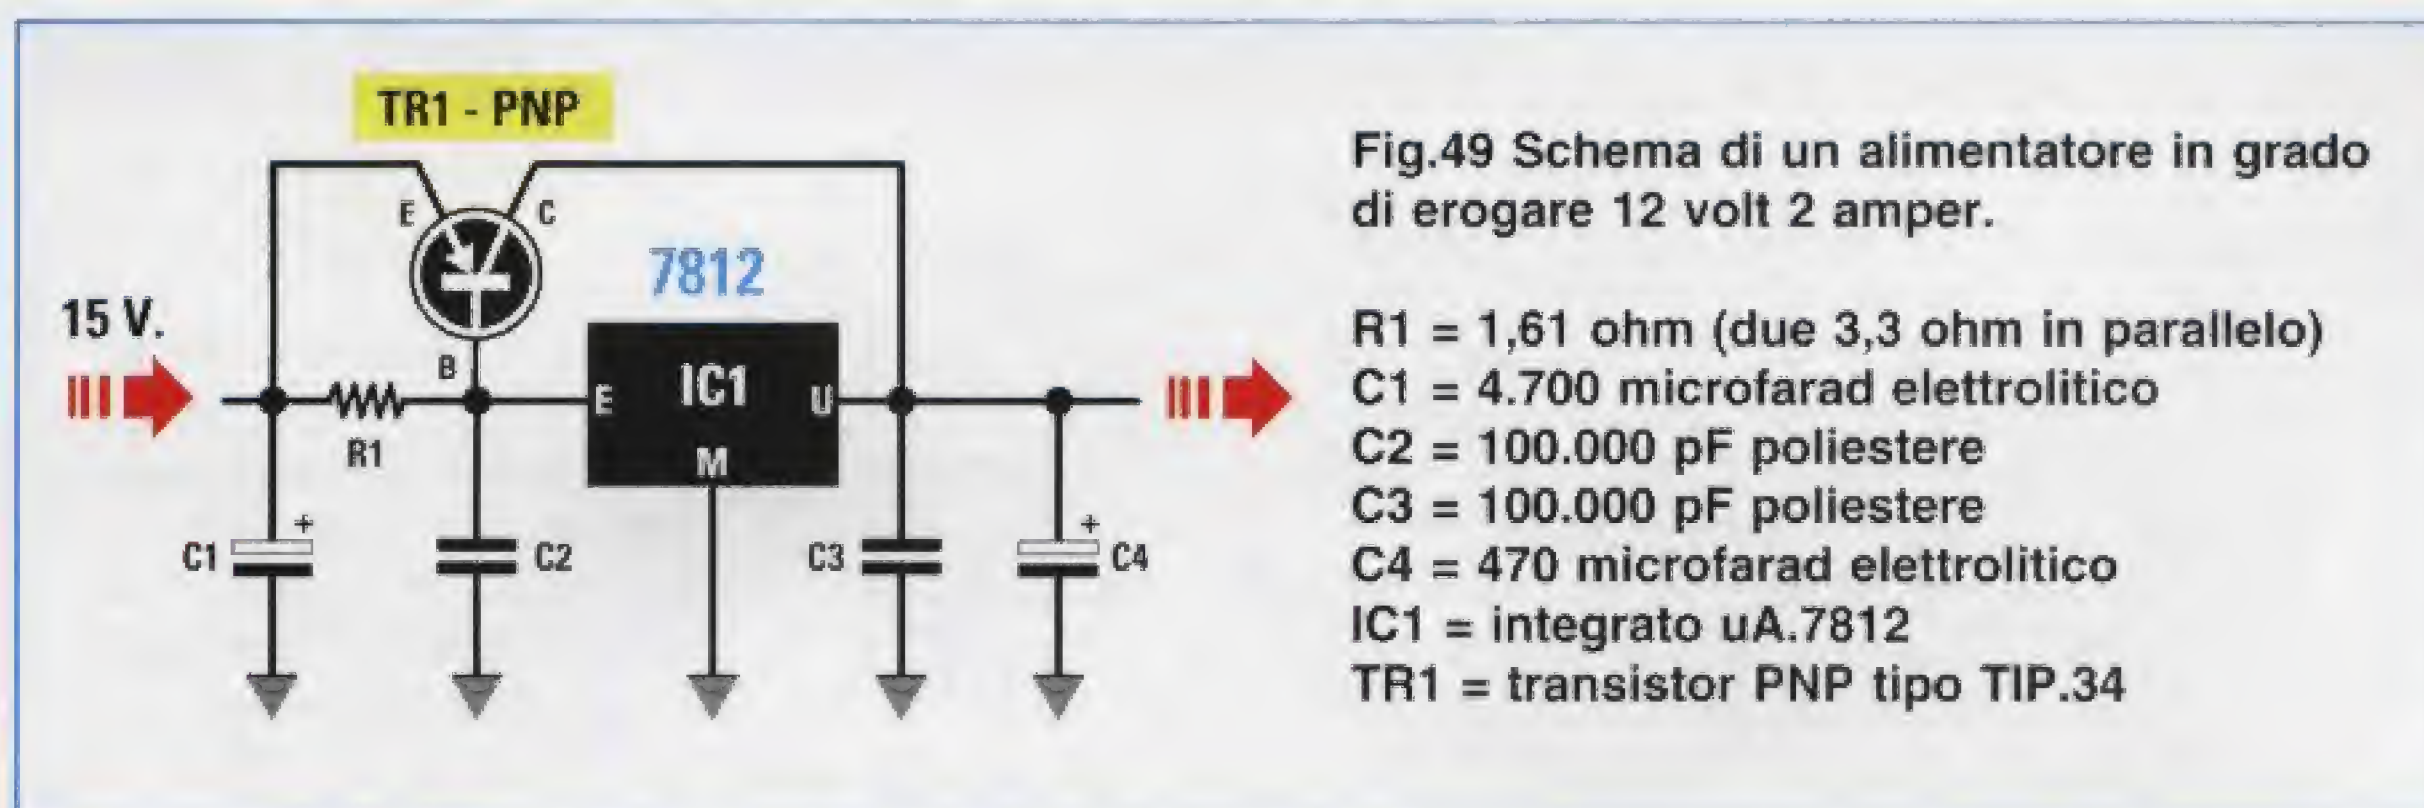 TR1 - PNP
E
C
7812
15 V.
B
E
IC1
U
R1
M
+
C1
C2
C3
+
C4
Fig.49 Schema di un alimentatore in grado
di erogare 12 volt 2 amper.
R1 = 1,61 ohm (due 3,3 ohm in parallelo)
C1 = 4.700 microfarad elettrolitico
C2 = 100.000 pF poliestere
C3 = 100.000 pF poliestere
C4 = 470 microfarad elettrolitico
IC1 = integrato uA.7812
TR1 = transistor PNP tipo TIP.34